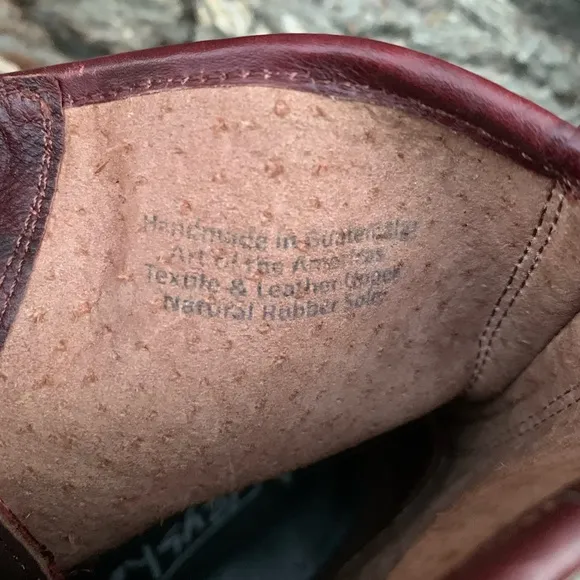 Handmade in Guatemala
Art of the Americas
Textile & Leather Upper
Natural Rubber Sole